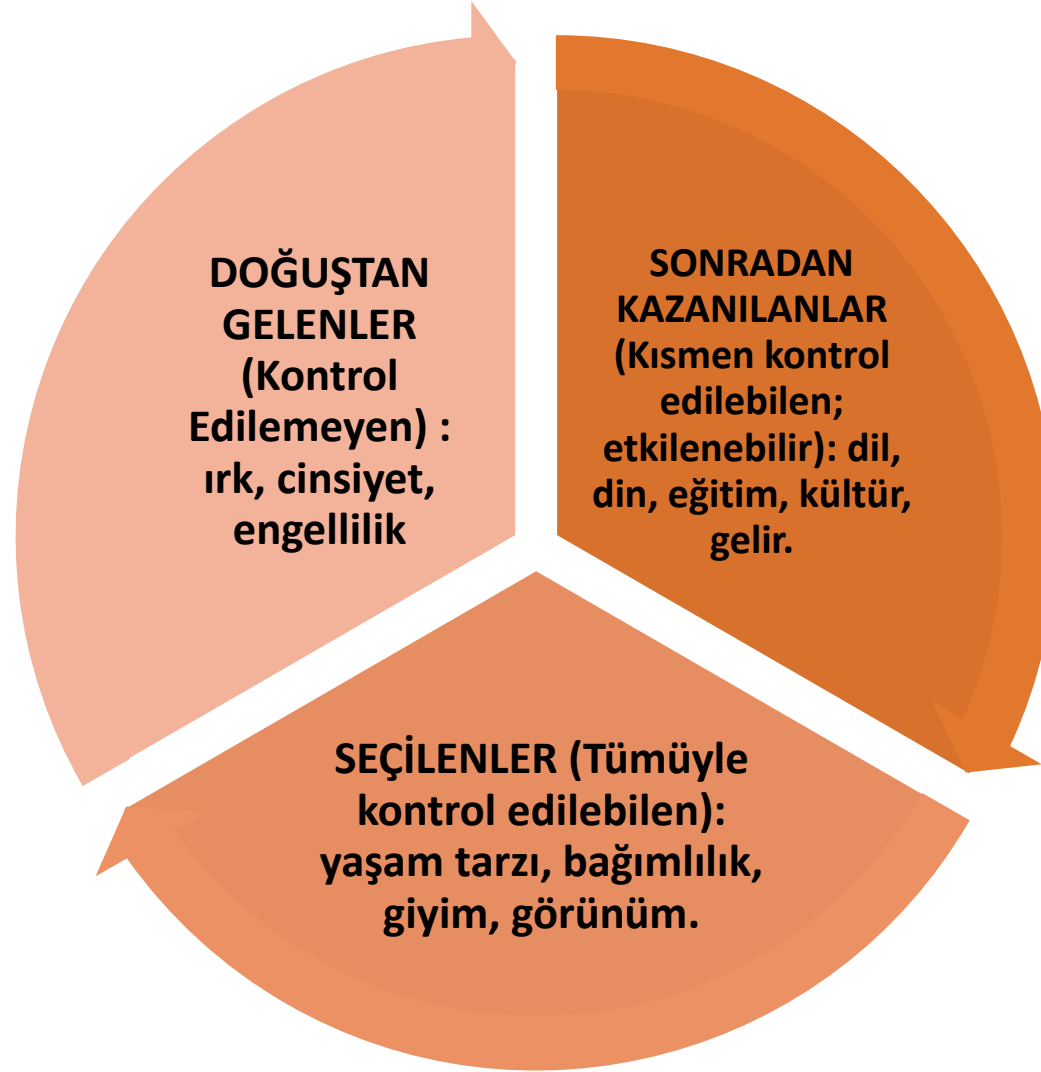 DOĞUŞTAN
GELENLER
(Kontrol
Edilemeyen) :
ırk, cinsiyet,
engellilik
SONRADAN
KAZANILANLAR
(Kısmen kontrol
edilebilen;
etkilenebilir): dil,
din, eğitim, kültür,
gelir.
SEÇİLENLER (Tümüyle
kontrol edilebilen):
yaşam tarzı, bağımlılık,
giyim, görünüm.